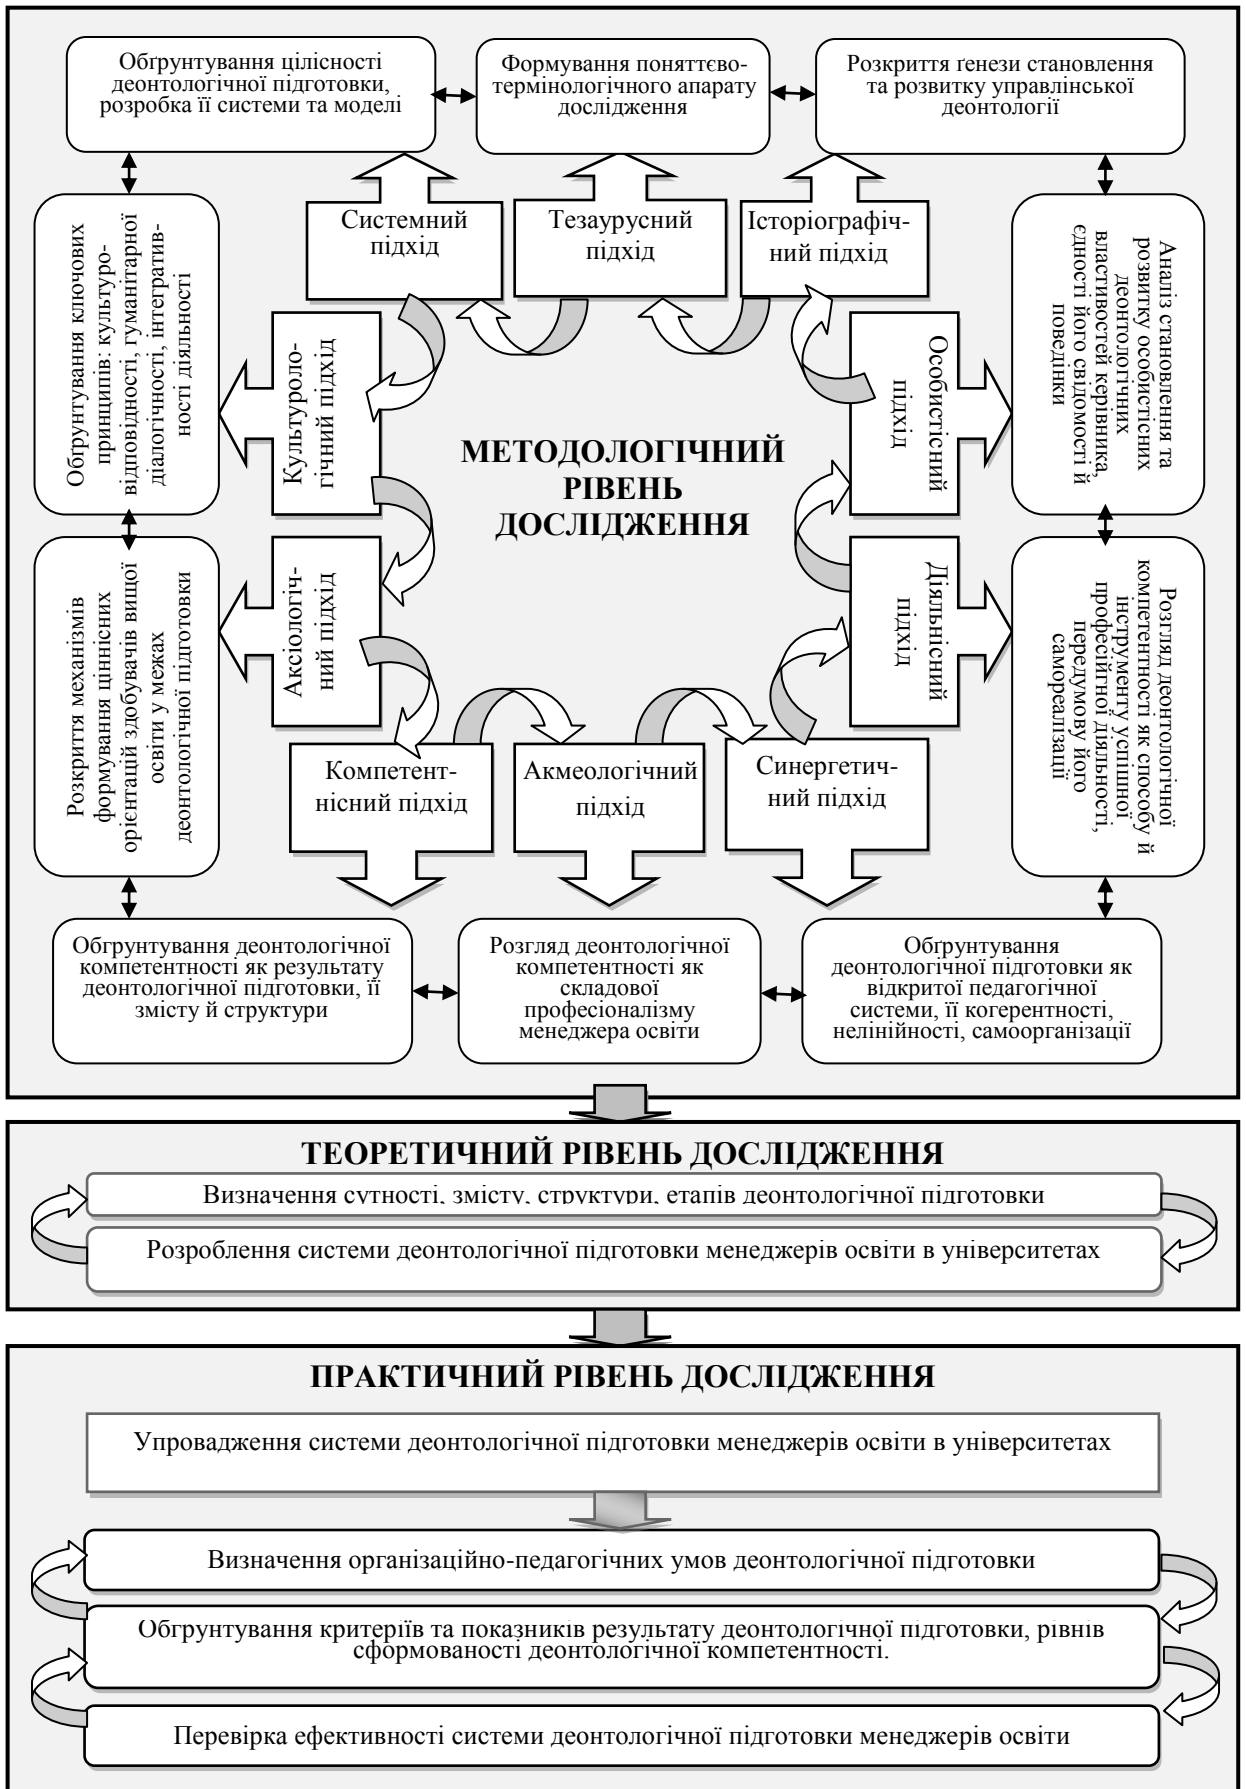 Обґрунтування цілісності
деонтологічної підготовки,
розробка її системи та моделі
Формування поняттєво-
термінологічного апарату
дослідження
Розкриття ґенези становлення
та розвитку управлінської
деонтології
Системний
підхід
Тезаурусний
підхід
Історіографіч-
ний підхід
Обґрунтування ключових
принципів: культуро-
відповідності, гуманітарної
діалогічності, інтегратив-
ності діяльності
Культуроло-
гічний підхід
Особистісний
підхід
Аналіз становлення та
розвитку особистісних
деонтологічних
властивостей керівника,
єдності його свідомості й
поведінки
МЕТОДОЛОГІЧНИЙ
РІВЕНЬ
ДОСЛІДЖЕННЯ
Розкриття механізмів
формування ціннісних
орієнтацій здобувачів вищої
освіти у межах
деонтологічної підготовки
Аксіологіч-
ний підхід
Діяльнісний
підхід
Розгляд деонтологічної
компетентності як способу й
інструменту успішної
професійної діяльності,
передумову його
самореалізації
Компетент-
нісний підхід
Акмеологічний
підхід
Синергетич-
ний підхід
Обґрунтування деонтологічної
компетентності як результату
деонтологічної підготовки, її
змісту й структури
Розгляд деонтологічної
компетентності як
складової
професіоналізму
менеджера освіти
Обґрунтування
деонтологічної підготовки як
відкритої педагогічної
системи, її когерентності,
нелінійності, самоорганізації
ТЕОРЕТИЧНИЙ РІВЕНЬ ДОСЛІДЖЕННЯ
Визначення сутності, змісту, структури, етапів деонтологічної підготовки
Розроблення системи деонтологічної підготовки менеджерів освіти в університетах
ПРАКТИЧНИЙ РІВЕНЬ ДОСЛІДЖЕННЯ
Упровадження системи деонтологічної підготовки менеджерів освіти в університетах
Визначення організаційно-педагогічних умов деонтологічної підготовки
Обґрунтування критеріїв та показників результату деонтологічної підготовки, рівнів
сформованості деонтологічної компетентності.
Перевірка ефективності системи деонтологічної підготовки менеджерів освіти